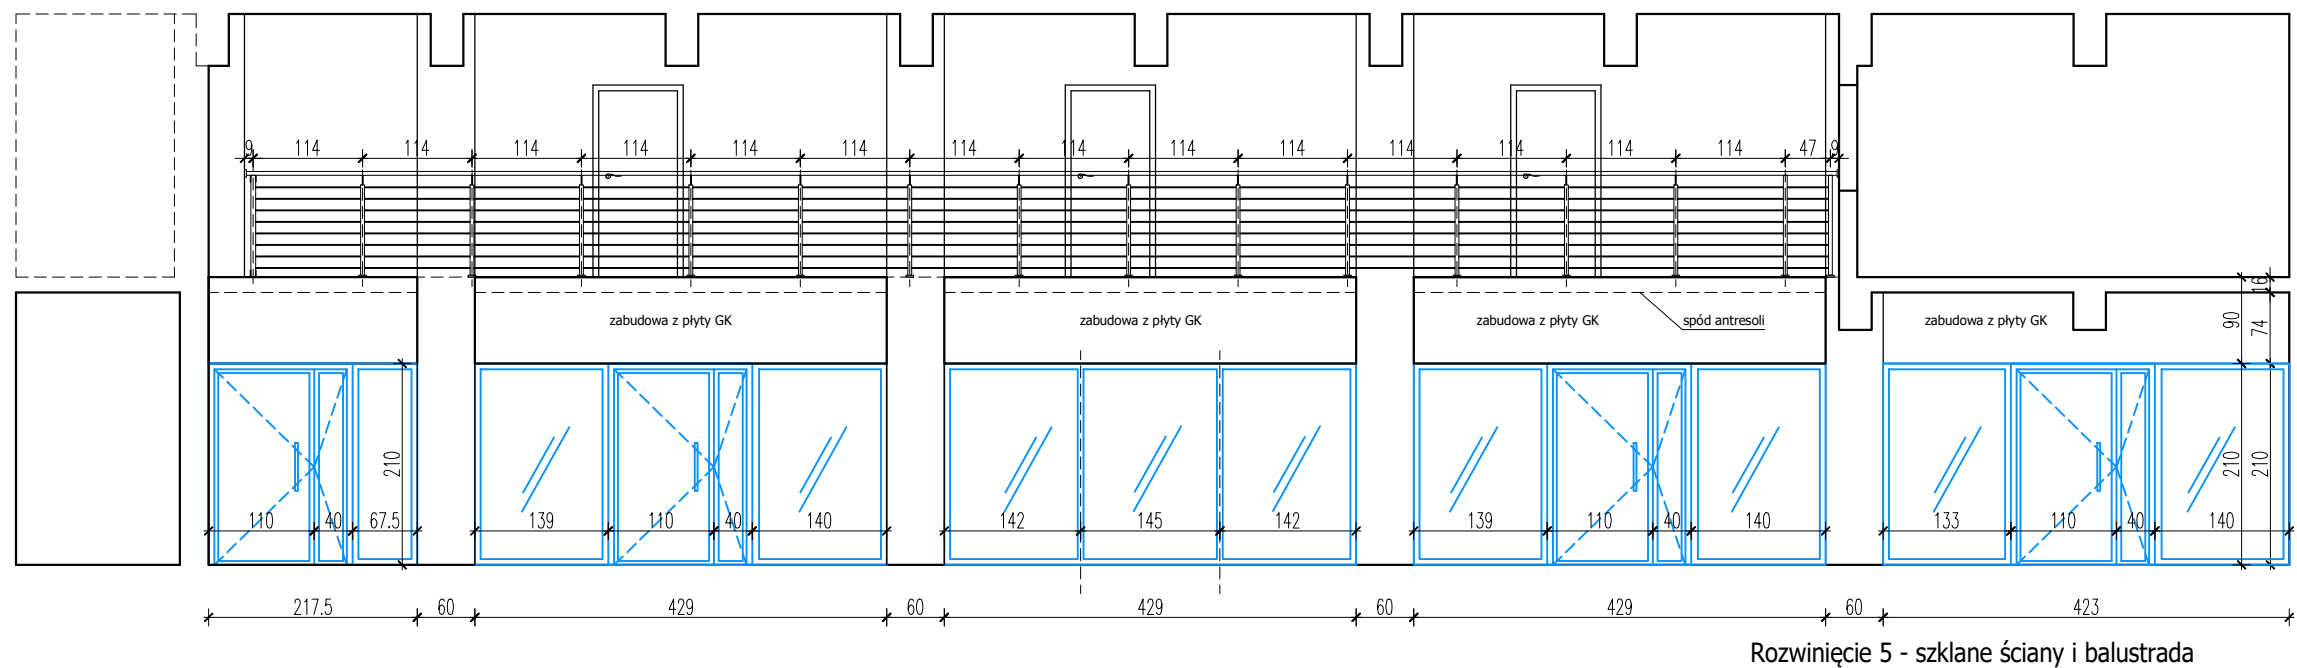 9 114 114 114 114 114 114 114 114 114 114 114 114 114 114 47 9
16
zabudowa z płyty GK zabudowa z płyty GK zabudowa z płyty GK spód antresoli zabudowa z płyty GK 90 74
210 210 210
110 40 67.5 139 110 40 140 142 145 142 139 110 40 140 133 110 40 140
217.5 60 429 60 429 60 429 60 423
Rozwinięcie 5 - szklane ściany i balustrada